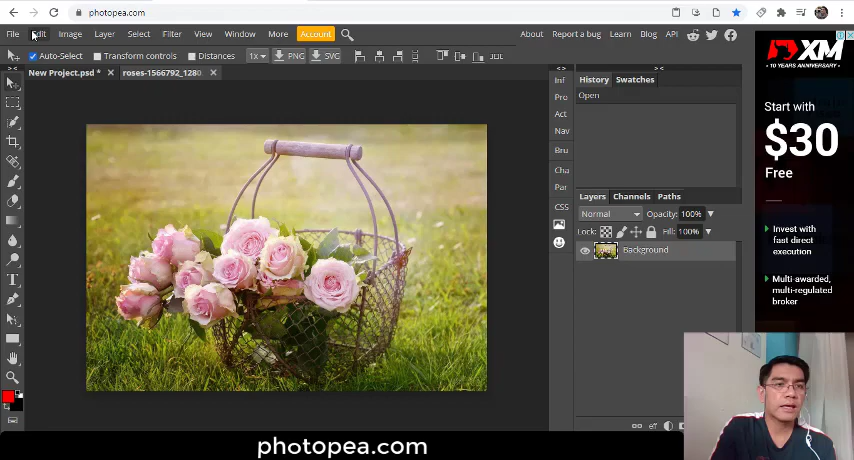 photopea.com
File Edit Image Layer Select Filter View Window More Account About Report a bug Learn Blog API
Auto-Select Transform controls Distances 1x PNG SVG
New Project.psd * roses-1566792_1280.
Inf
Pro
Act
Nav
Bru
Cha
Par
CSS
History Swatches
Open
Layers Channels Paths
Normal Opacity: 100%
Lock: Fill: 100%
Background
eff
XM
10 YEARS ANNIVERSARY
Start with
$30
Free
Invest with
fast direct
execution
Multi-awarded,
multi-regulated
broker
photopea.com